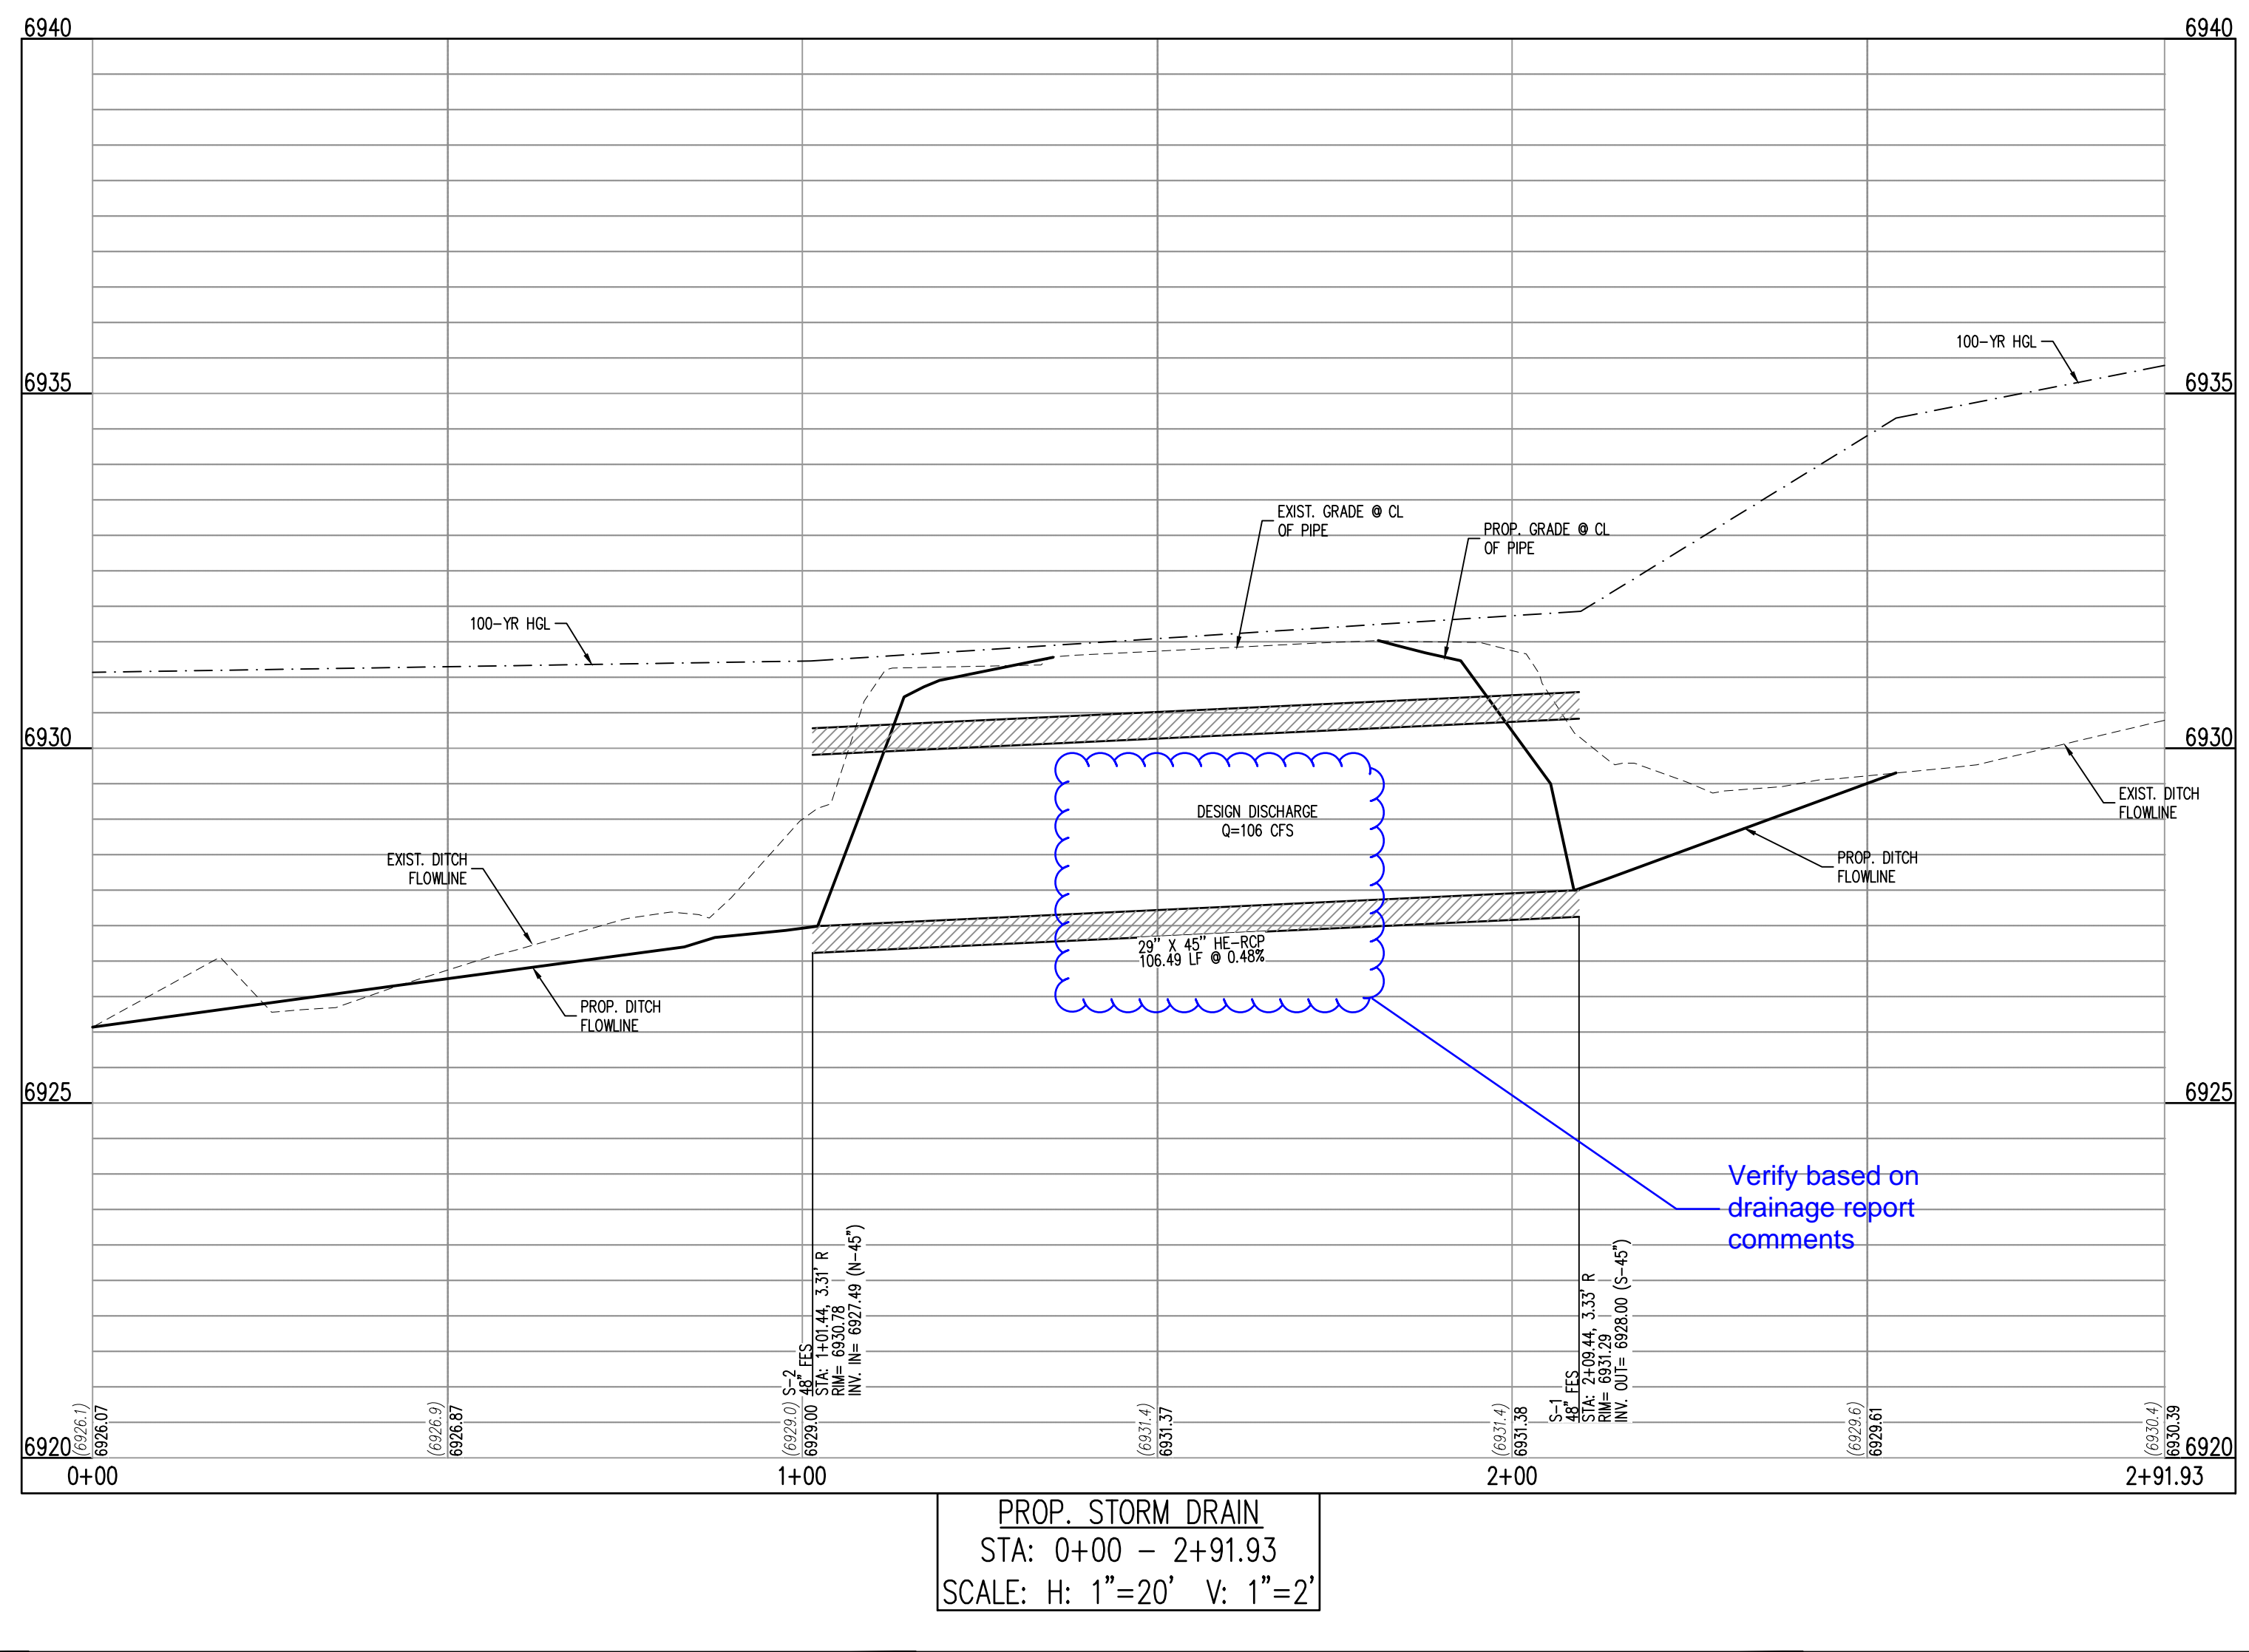 6940
6940
100-YR HGL
6935
6935
EXIST. GRADE @ CL
OF PIPE
PROP. GRADE @ CL
OF PIPE
100-YR HGL
6930
6930
DESIGN DISCHARGE
Q=106 CFS
EXIST. DITCH
FLOWLINE
EXIST. DITCH
FLOWLINE
PROP. DITCH
FLOWLINE
29" X 45" HE-RCP
106.49 LF @ 0.48%
PROP. DITCH
FLOWLINE
6925
6925
Verify based on
drainage report
comments
S-2
48" FES
STA: 1+01.44, 3.31' R
RIM= 6930.78
INV. IN= 6927.49 (N-45")
S-1
48" FES
STA: 2+09.44, 3.33' R
RIM= 6931.29
INV. OUT= 6928.00 (S-45")
(6926.1)
6926.07
(6926.9)
6926.87
(6929.0)
6929.00
(6931.4)
6931.37
(6931.4)
6931.38
(6929.6)
6929.61
(6930.4)
6930.39
6920
6920
0+00
1+00
2+00
2+91.93
PROP. STORM DRAIN
STA: 0+00 - 2+91.93
SCALE: H: 1"=20' V: 1"=2'